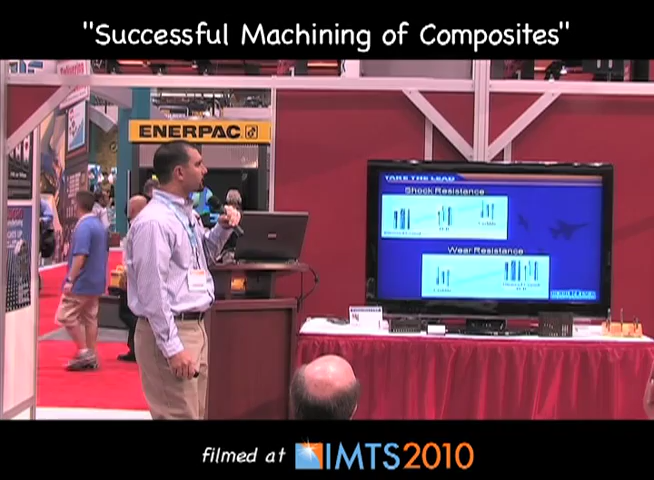 "Successful Machining of Composites"
ENERPAC
TAKE THE LEAD
Shock Resistance
Wear Resistance
filmed at IMTS2010